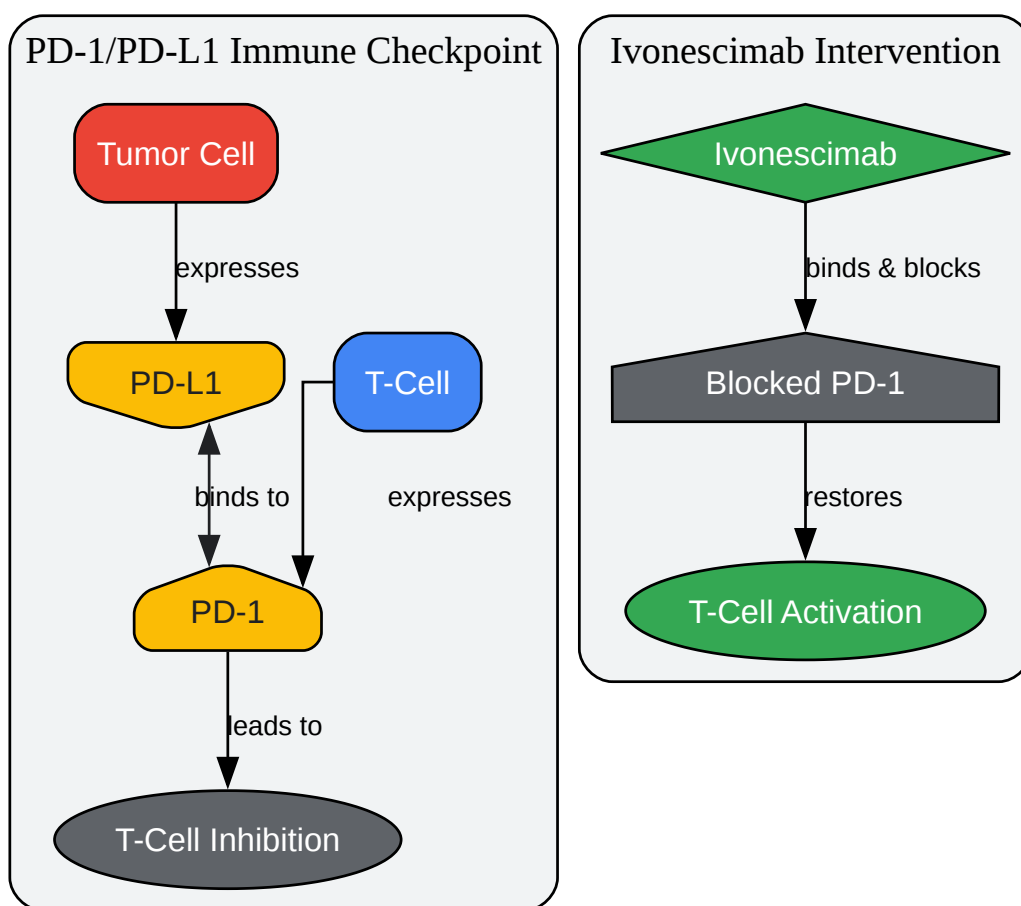 PD-1/PD-L1 Immune Checkpoint
Tumor Cell
expresses
PD-L1
T-Cell
binds to
expresses
PD-1
leads to
T-Cell Inhibition
Ivonescimab Intervention
Ivonescimab
binds & blocks
Blocked PD-1
restores
T-Cell Activation